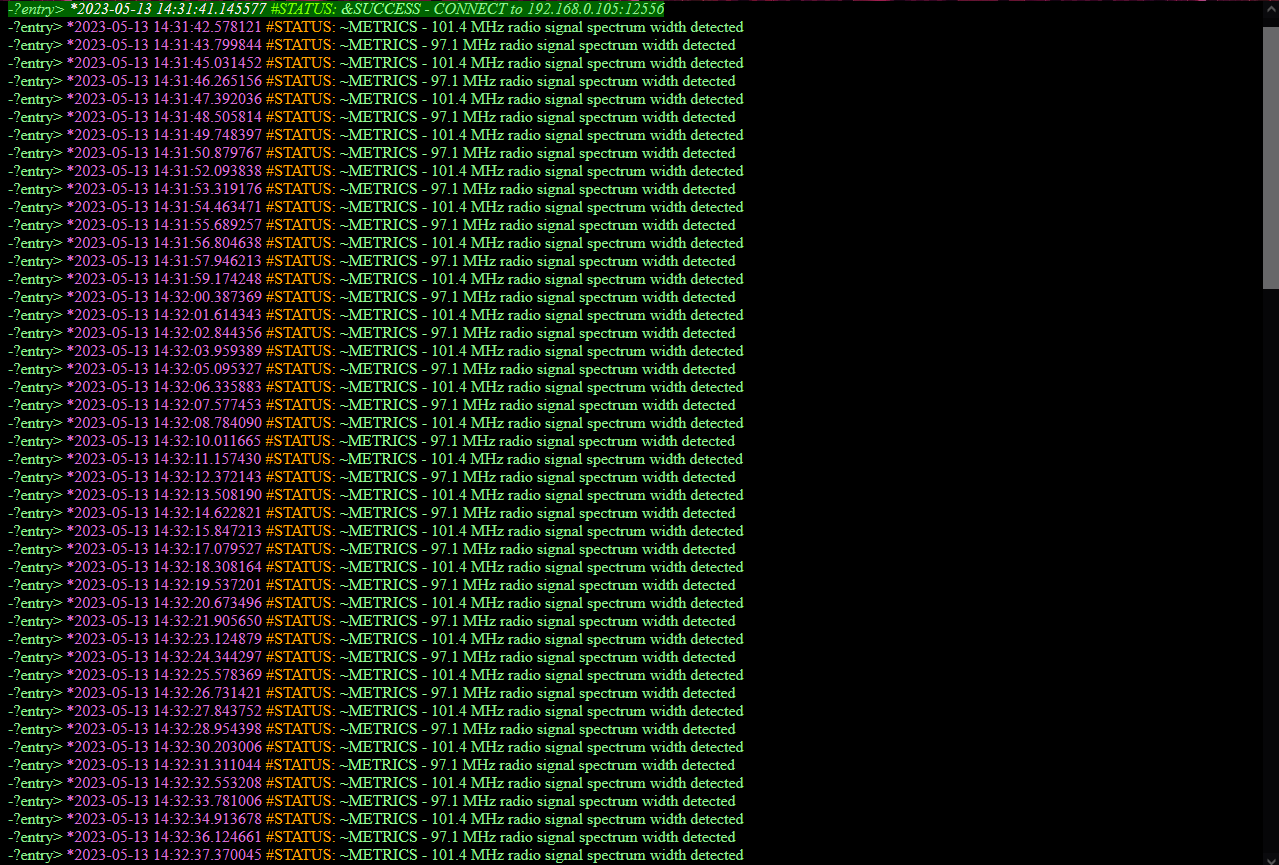 -?entry> *2023-05-13 14:31:41.145577 #STATUS: &SUCCESS - CONNECT to 192.168.0.105:12556
-?entry> *2023-05-13 14:31:42.578121 #STATUS: ~METRICS - 101.4 MHz radio signal spectrum width detected
-?entry> *2023-05-13 14:31:43.799844 #STATUS: ~METRICS - 97.1 MHz radio signal spectrum width detected
-?entry> *2023-05-13 14:31:45.031452 #STATUS: ~METRICS - 101.4 MHz radio signal spectrum width detected
-?entry> *2023-05-13 14:31:46.265156 #STATUS: ~METRICS - 97.1 MHz radio signal spectrum width detected
-?entry> *2023-05-13 14:31:47.392036 #STATUS: ~METRICS - 101.4 MHz radio signal spectrum width detected
-?entry> *2023-05-13 14:31:48.505814 #STATUS: ~METRICS - 97.1 MHz radio signal spectrum width detected
-?entry> *2023-05-13 14:31:49.748397 #STATUS: ~METRICS - 101.4 MHz radio signal spectrum width detected
-?entry> *2023-05-13 14:31:50.879767 #STATUS: ~METRICS - 97.1 MHz radio signal spectrum width detected
-?entry> *2023-05-13 14:31:52.093838 #STATUS: ~METRICS - 101.4 MHz radio signal spectrum width detected
-?entry> *2023-05-13 14:31:53.319176 #STATUS: ~METRICS - 97.1 MHz radio signal spectrum width detected
-?entry> *2023-05-13 14:31:54.463471 #STATUS: ~METRICS - 101.4 MHz radio signal spectrum width detected
-?entry> *2023-05-13 14:31:55.689257 #STATUS: ~METRICS - 97.1 MHz radio signal spectrum width detected
-?entry> *2023-05-13 14:31:56.804638 #STATUS: ~METRICS - 101.4 MHz radio signal spectrum width detected
-?entry> *2023-05-13 14:31:57.946213 #STATUS: ~METRICS - 97.1 MHz radio signal spectrum width detected
-?entry> *2023-05-13 14:31:59.174248 #STATUS: ~METRICS - 101.4 MHz radio signal spectrum width detected
-?entry> *2023-05-13 14:32:00.387369 #STATUS: ~METRICS - 97.1 MHz radio signal spectrum width detected
-?entry> *2023-05-13 14:32:01.614343 #STATUS: ~METRICS - 101.4 MHz radio signal spectrum width detected
-?entry> *2023-05-13 14:32:02.844356 #STATUS: ~METRICS - 97.1 MHz radio signal spectrum width detected
-?entry> *2023-05-13 14:32:03.959389 #STATUS: ~METRICS - 101.4 MHz radio signal spectrum width detected
-?entry> *2023-05-13 14:32:05.095327 #STATUS: ~METRICS - 97.1 MHz radio signal spectrum width detected
-?entry> *2023-05-13 14:32:06.335883 #STATUS: ~METRICS - 101.4 MHz radio signal spectrum width detected
-?entry> *2023-05-13 14:32:07.577453 #STATUS: ~METRICS - 97.1 MHz radio signal spectrum width detected
-?entry> *2023-05-13 14:32:08.784090 #STATUS: ~METRICS - 101.4 MHz radio signal spectrum width detected
-?entry> *2023-05-13 14:32:10.011665 #STATUS: ~METRICS - 97.1 MHz radio signal spectrum width detected
-?entry> *2023-05-13 14:32:11.157430 #STATUS: ~METRICS - 101.4 MHz radio signal spectrum width detected
-?entry> *2023-05-13 14:32:12.372143 #STATUS: ~METRICS - 97.1 MHz radio signal spectrum width detected
-?entry> *2023-05-13 14:32:13.508190 #STATUS: ~METRICS - 101.4 MHz radio signal spectrum width detected
-?entry> *2023-05-13 14:32:14.622821 #STATUS: ~METRICS - 97.1 MHz radio signal spectrum width detected
-?entry> *2023-05-13 14:32:15.847213 #STATUS: ~METRICS - 101.4 MHz radio signal spectrum width detected
-?entry> *2023-05-13 14:32:17.079527 #STATUS: ~METRICS - 97.1 MHz radio signal spectrum width detected
-?entry> *2023-05-13 14:32:18.308164 #STATUS: ~METRICS - 101.4 MHz radio signal spectrum width detected
-?entry> *2023-05-13 14:32:19.537201 #STATUS: ~METRICS - 97.1 MHz radio signal spectrum width detected
-?entry> *2023-05-13 14:32:20.673496 #STATUS: ~METRICS - 101.4 MHz radio signal spectrum width detected
-?entry> *2023-05-13 14:32:21.905650 #STATUS: ~METRICS - 97.1 MHz radio signal spectrum width detected
-?entry> *2023-05-13 14:32:23.124879 #STATUS: ~METRICS - 101.4 MHz radio signal spectrum width detected
-?entry> *2023-05-13 14:32:24.344297 #STATUS: ~METRICS - 97.1 MHz radio signal spectrum width detected
-?entry> *2023-05-13 14:32:25.578369 #STATUS: ~METRICS - 101.4 MHz radio signal spectrum width detected
-?entry> *2023-05-13 14:32:26.731421 #STATUS: ~METRICS - 97.1 MHz radio signal spectrum width detected
-?entry> *2023-05-13 14:32:27.843752 #STATUS: ~METRICS - 101.4 MHz radio signal spectrum width detected
-?entry> *2023-05-13 14:32:28.954398 #STATUS: ~METRICS - 97.1 MHz radio signal spectrum width detected
-?entry> *2023-05-13 14:32:30.203006 #STATUS: ~METRICS - 101.4 MHz radio signal spectrum width detected
-?entry> *2023-05-13 14:32:31.311044 #STATUS: ~METRICS - 97.1 MHz radio signal spectrum width detected
-?entry> *2023-05-13 14:32:32.553208 #STATUS: ~METRICS - 101.4 MHz radio signal spectrum width detected
-?entry> *2023-05-13 14:32:33.781006 #STATUS: ~METRICS - 97.1 MHz radio signal spectrum width detected
-?entry> *2023-05-13 14:32:34.913678 #STATUS: ~METRICS - 101.4 MHz radio signal spectrum width detected
-?entry> *2023-05-13 14:32:36.124661 #STATUS: ~METRICS - 97.1 MHz radio signal spectrum width detected
-?entry> *2023-05-13 14:32:37.370045 #STATUS: ~METRICS - 101.4 MHz radio signal spectrum width detected